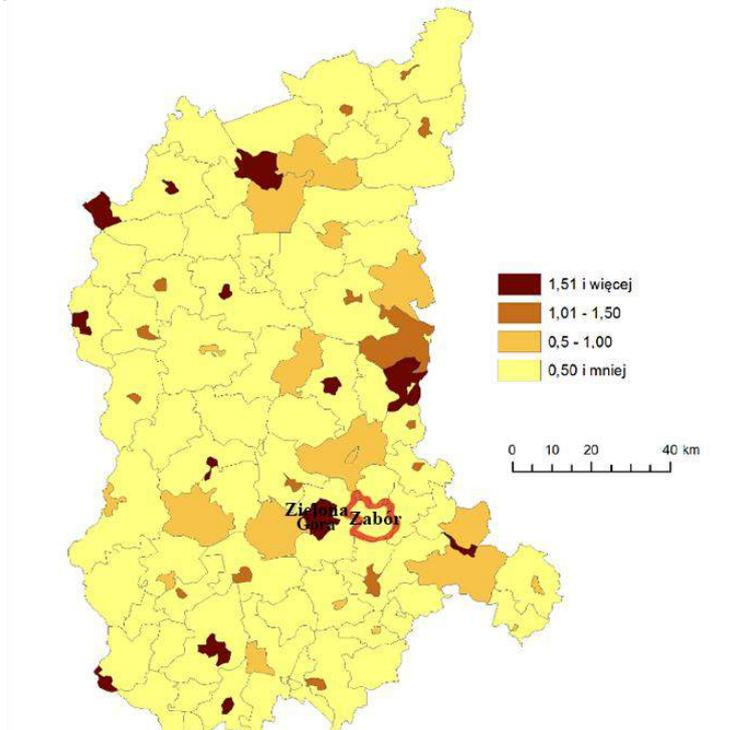 1,51 i więcej
1,01 - 1,50
0,5 - 1,00
0,50 i mniej
0 10 20 40 km
Zielona
Góra
Zabór